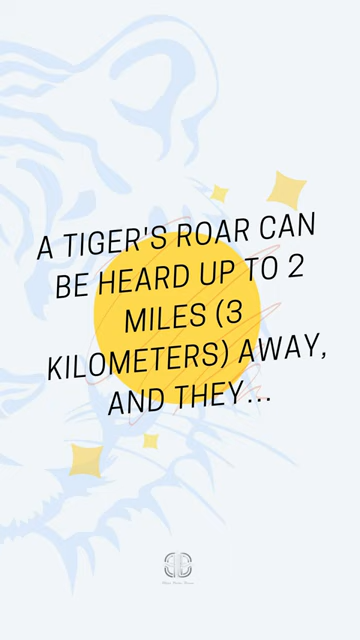 A TIGER'S ROAR CAN
BE HEARD UP TO 2
MILES (3
KILOMETERS) AWAY,
AND THEY...